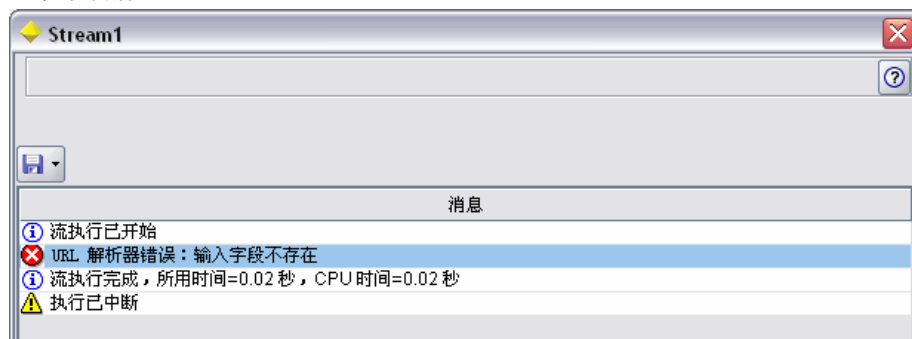 Stream1
消息
流执行已开始
URL 解析器错误：输入字段不存在
流执行完成，所用时间=0.02 秒，CPU 时间=0.02 秒
执行已中断